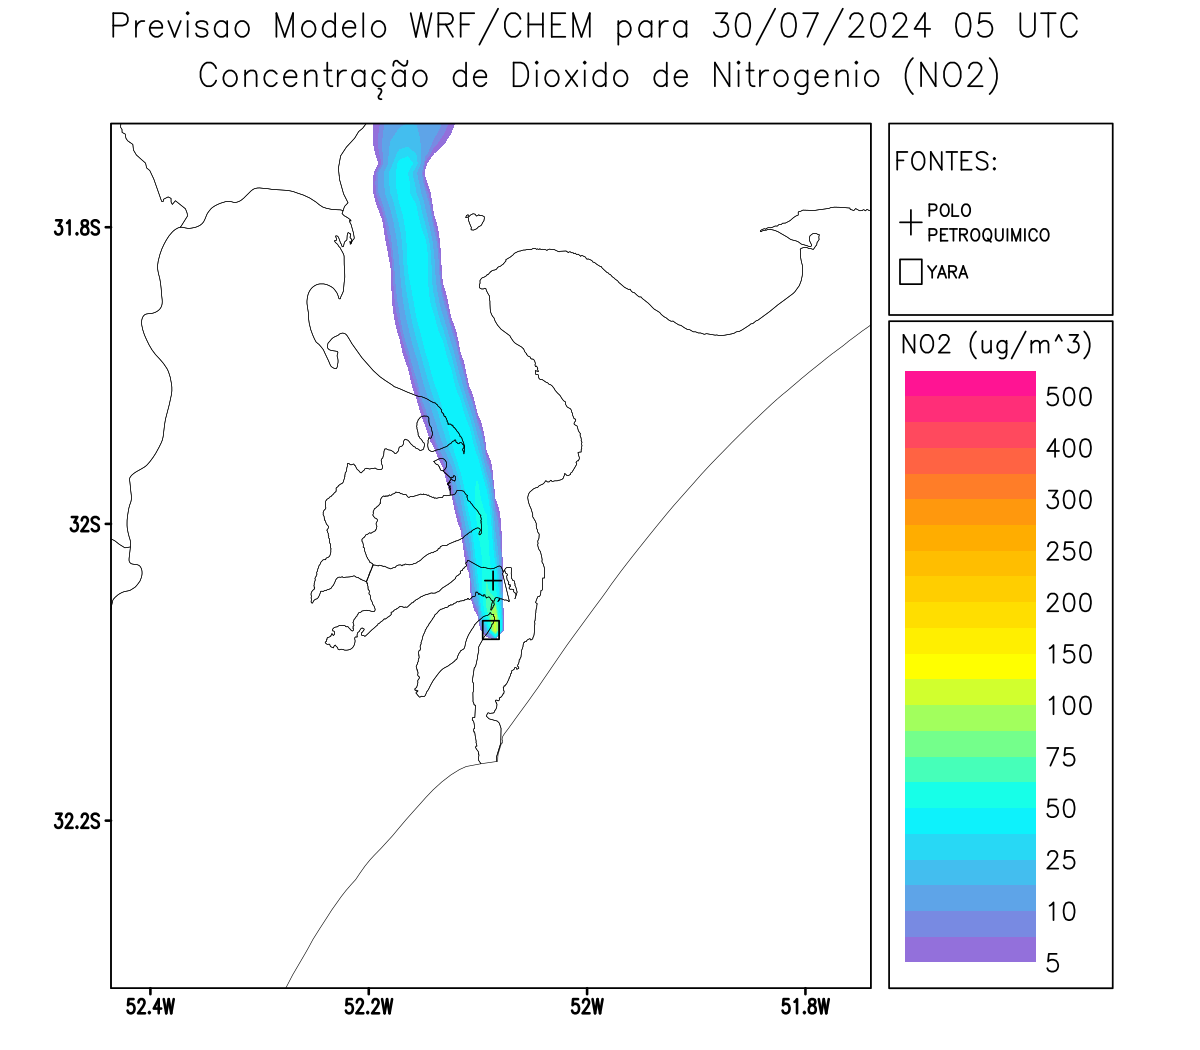 Previsao Modelo WRF/CHEM para 30/07/2024 05 UTC
Concentração de Dioxido de Nitrogenio (NO2)
FONTES:
POLO
PETROQUIMICO
YARA
31.8S
32S
32.2S
52.4W
52.2W
52W
51.8W
NO2 (ug/m^3)
500
400
300
250
200
150
100
75
50
25
10
5